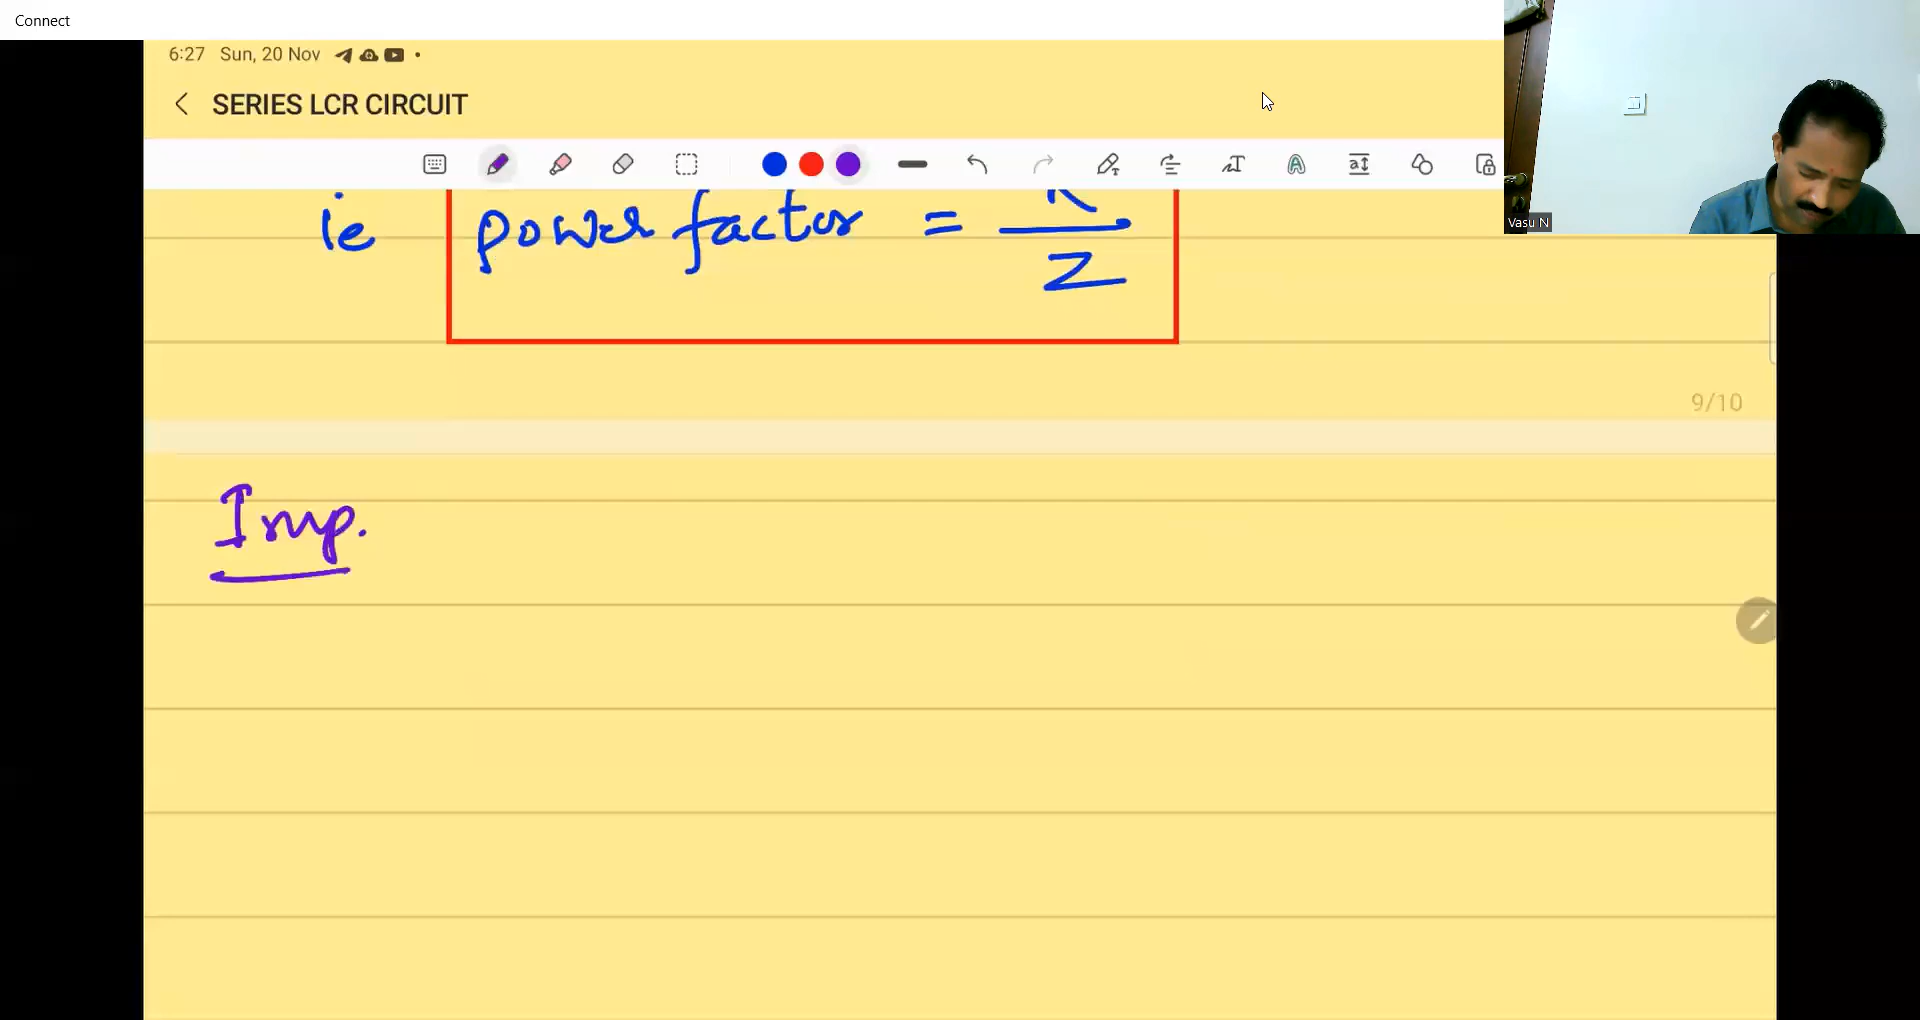 Connect
6:27 Sun, 20 Nov
SERIES LCR CIRCUIT
Vasu N
ie power factor = R
Z
9/10
Imp.